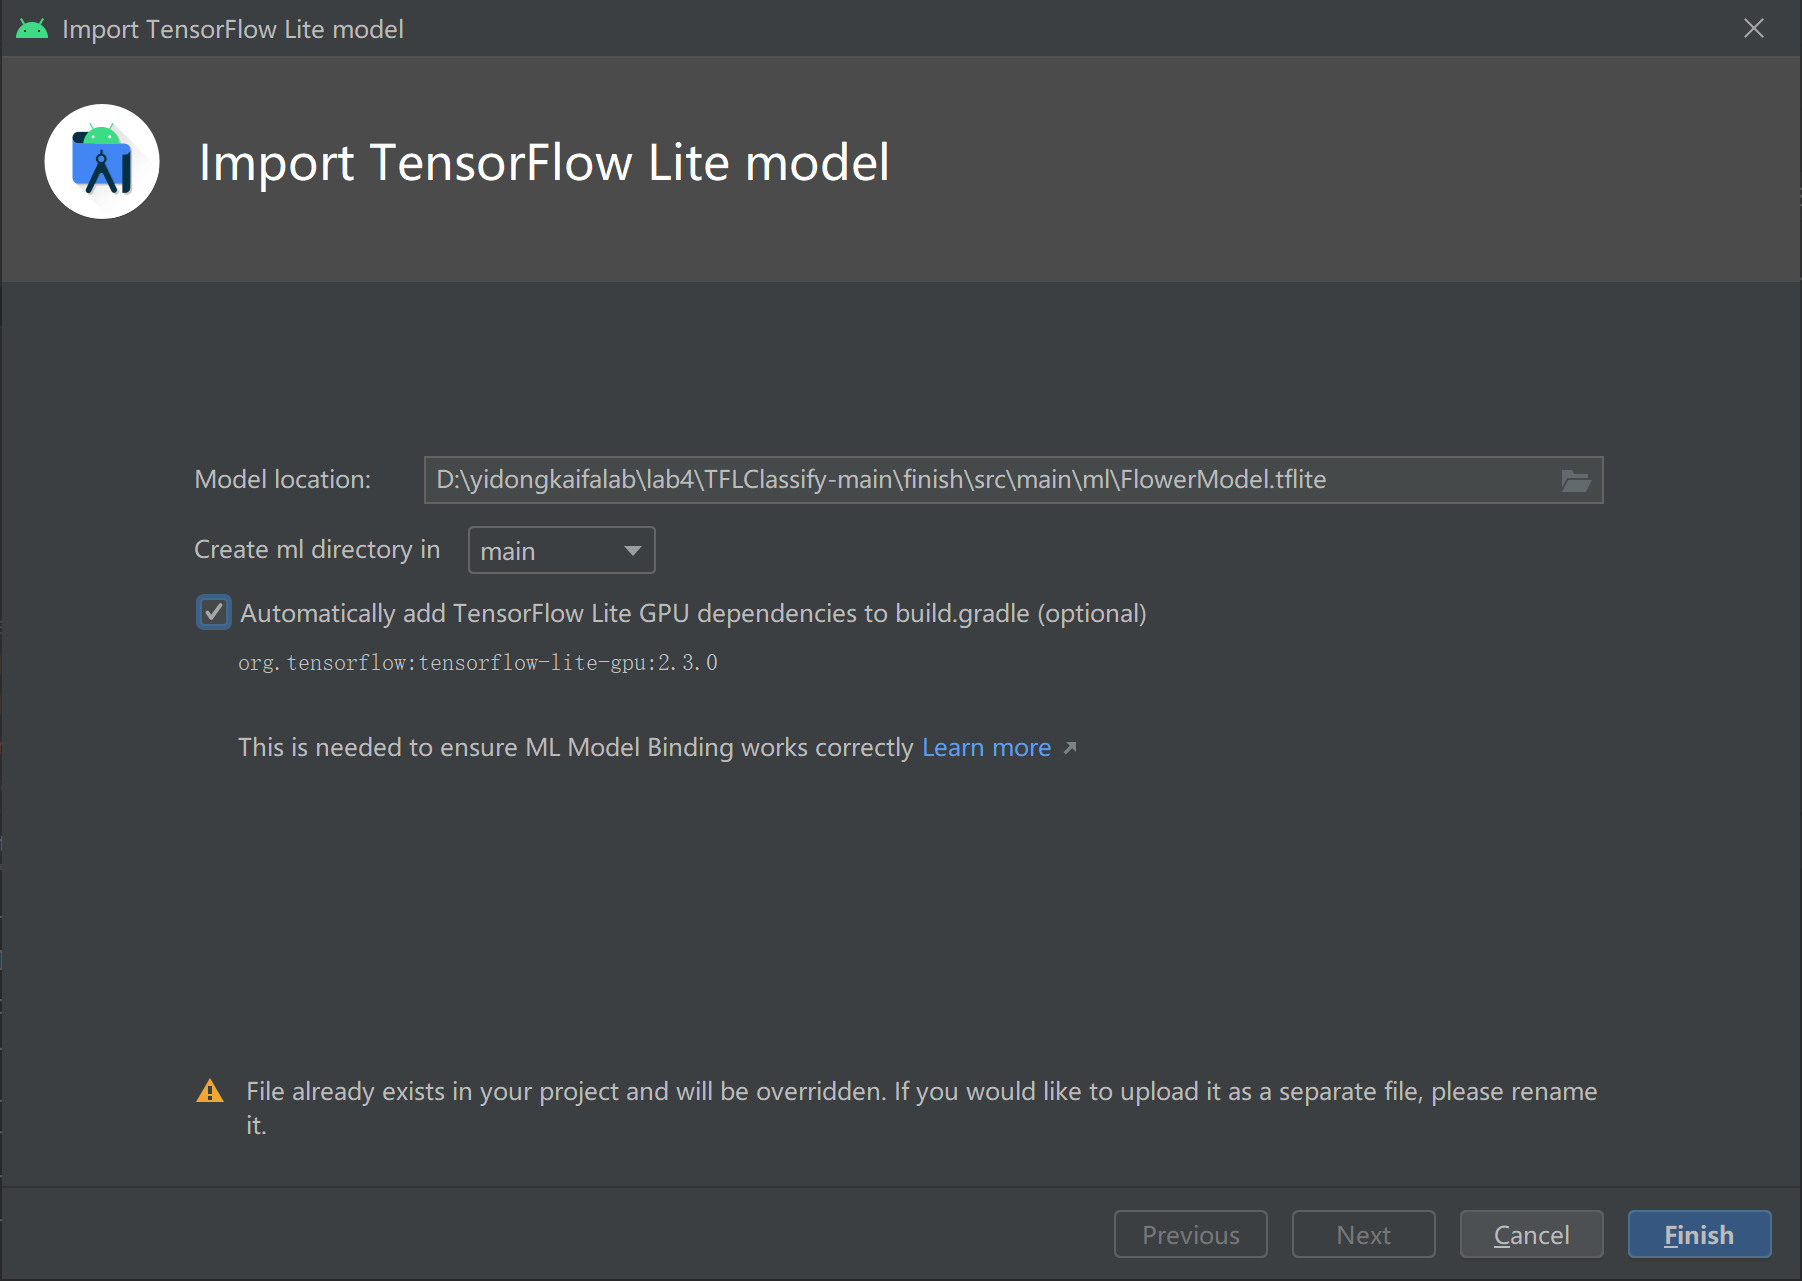 Import TensorFlow Lite model
Import TensorFlow Lite model
Model location: D:\yidongkaifalab\lab4\TFLClassify-main\finish\src\main\ml\FlowerModel.tflite
Create ml directory in main
Automatically add TensorFlow Lite GPU dependencies to build.gradle (optional)
org.tensorflow:tensorflow-lite-gpu:2.3.0
This is needed to ensure ML Model Binding works correctly Learn more
File already exists in your project and will be overridden. If you would like to upload it as a separate file, please rename
it.
Previous Next Cancel Finish